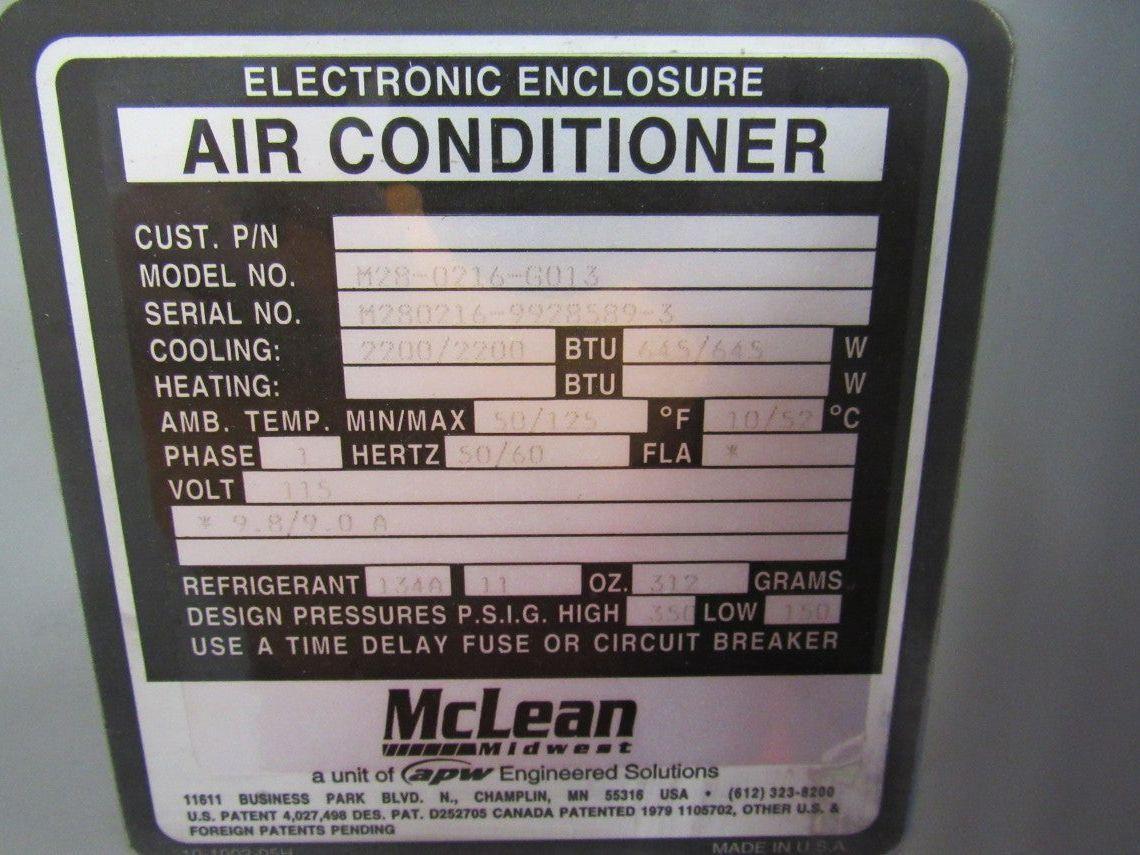 ELECTRONIC ENCLOSURE
AIR CONDITIONER
CUST. P/N
MODEL NO. M28-0216-G013
SERIAL NO. M280216-9928589-3
COOLING: 2200/2200 BTU 645/645 W
HEATING: BTU W
AMB. TEMP. MIN/MAX 50/125 °F 10/52 °C
PHASE 1 HERTZ 50/60 FLA *
VOLT 115
* 9.8/9.0 A
REFRIGERANT 134A 11 OZ. 312 GRAMS
DESIGN PRESSURES P.S.I.G. HIGH 350 LOW 150
USE A TIME DELAY FUSE OR CIRCUIT BREAKER
McLean
Midwest
a unit of apw Engineered Solutions
11611 BUSINESS PARK BLVD. N., CHAMPLIN, MN 55316 USA • (612) 323-8200
U.S. PATENT 4,027,498 DES. PAT. D252705 CANADA PATENTED 1979 1105702, OTHER U.S. &
FOREIGN PATENTS PENDING
MADE IN U.S.A.